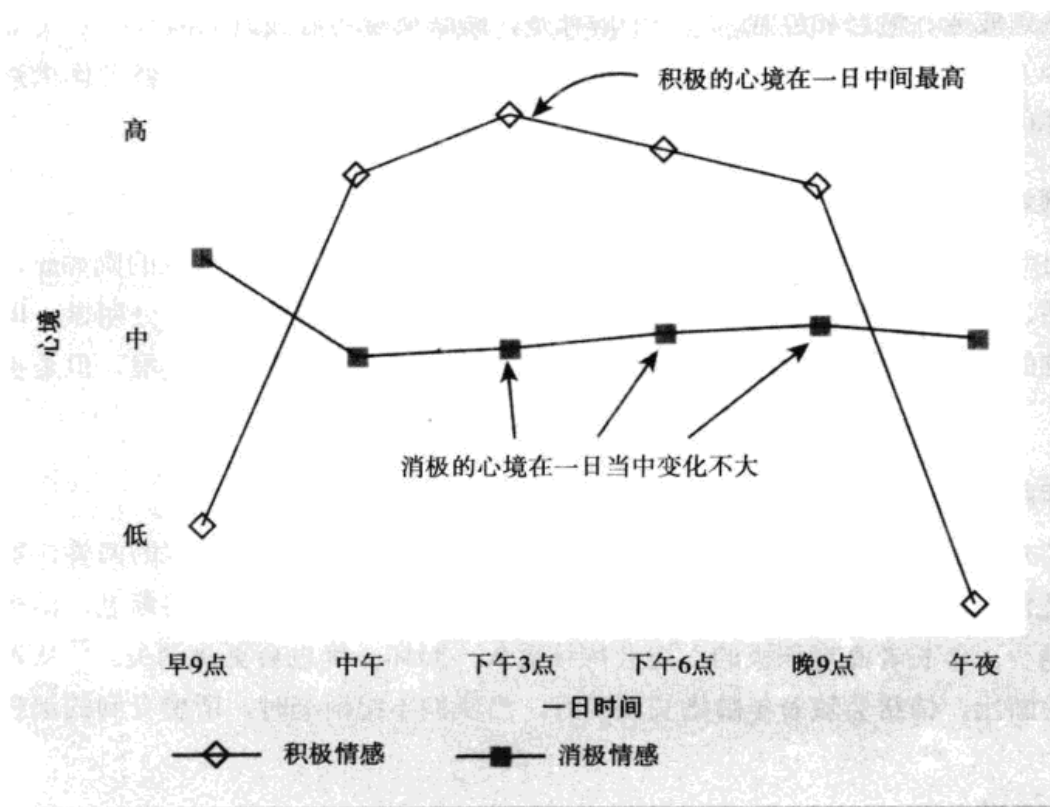 积极的心境在一日中间最高
高
心境
中
消极的心境在一日当中变化不大
低
早9点 中午 下午3点 下午6点 晚9点 午夜
一日时间
积极情感 消极情感